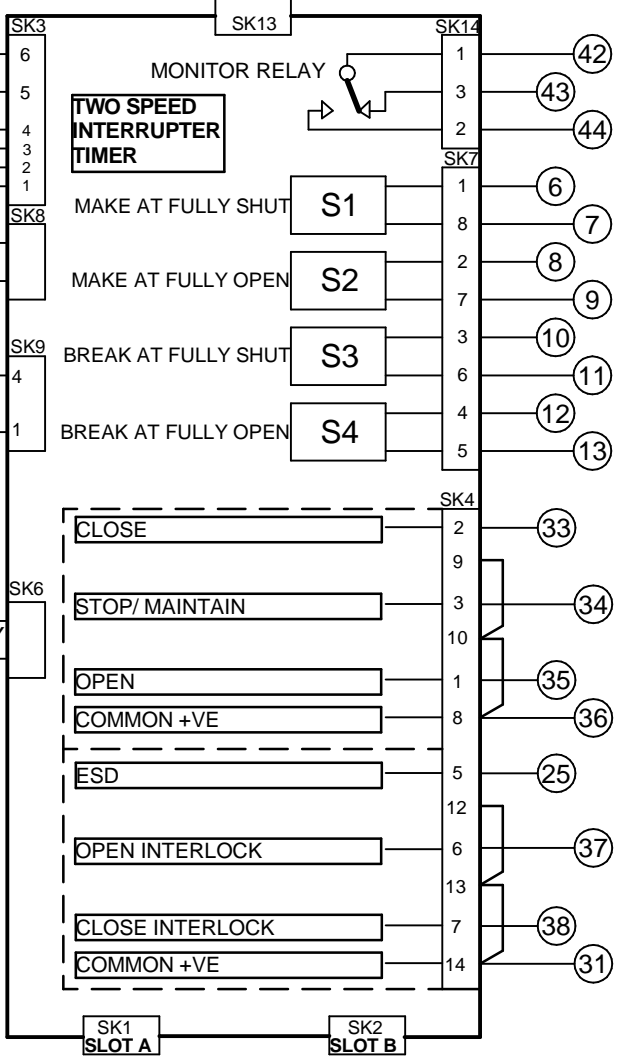 SK3
SK13
SK14
6
MONITOR RELAY
1
42
5
TWO SPEED
INTERRUPTER
TIMER
3
43
4
3
2
1
2
44
SK7
MAKE AT FULLY SHUT
S1
1
6
SK8
8
7
MAKE AT FULLY OPEN
S2
2
8
7
9
SK9
BREAK AT FULLY SHUT
S3
3
10
4
6
11
1
BREAK AT FULLY OPEN
S4
4
12
5
13
SK4
CLOSE
2
33
9
SK6
STOP/ MAINTAIN
3
34
10
OPEN
1
35
COMMON +VE
8
36
ESD
5
25
12
OPEN INTERLOCK
6
37
13
CLOSE INTERLOCK
7
38
COMMON +VE
14
31
SK1
SLOT A
SK2
SLOT B